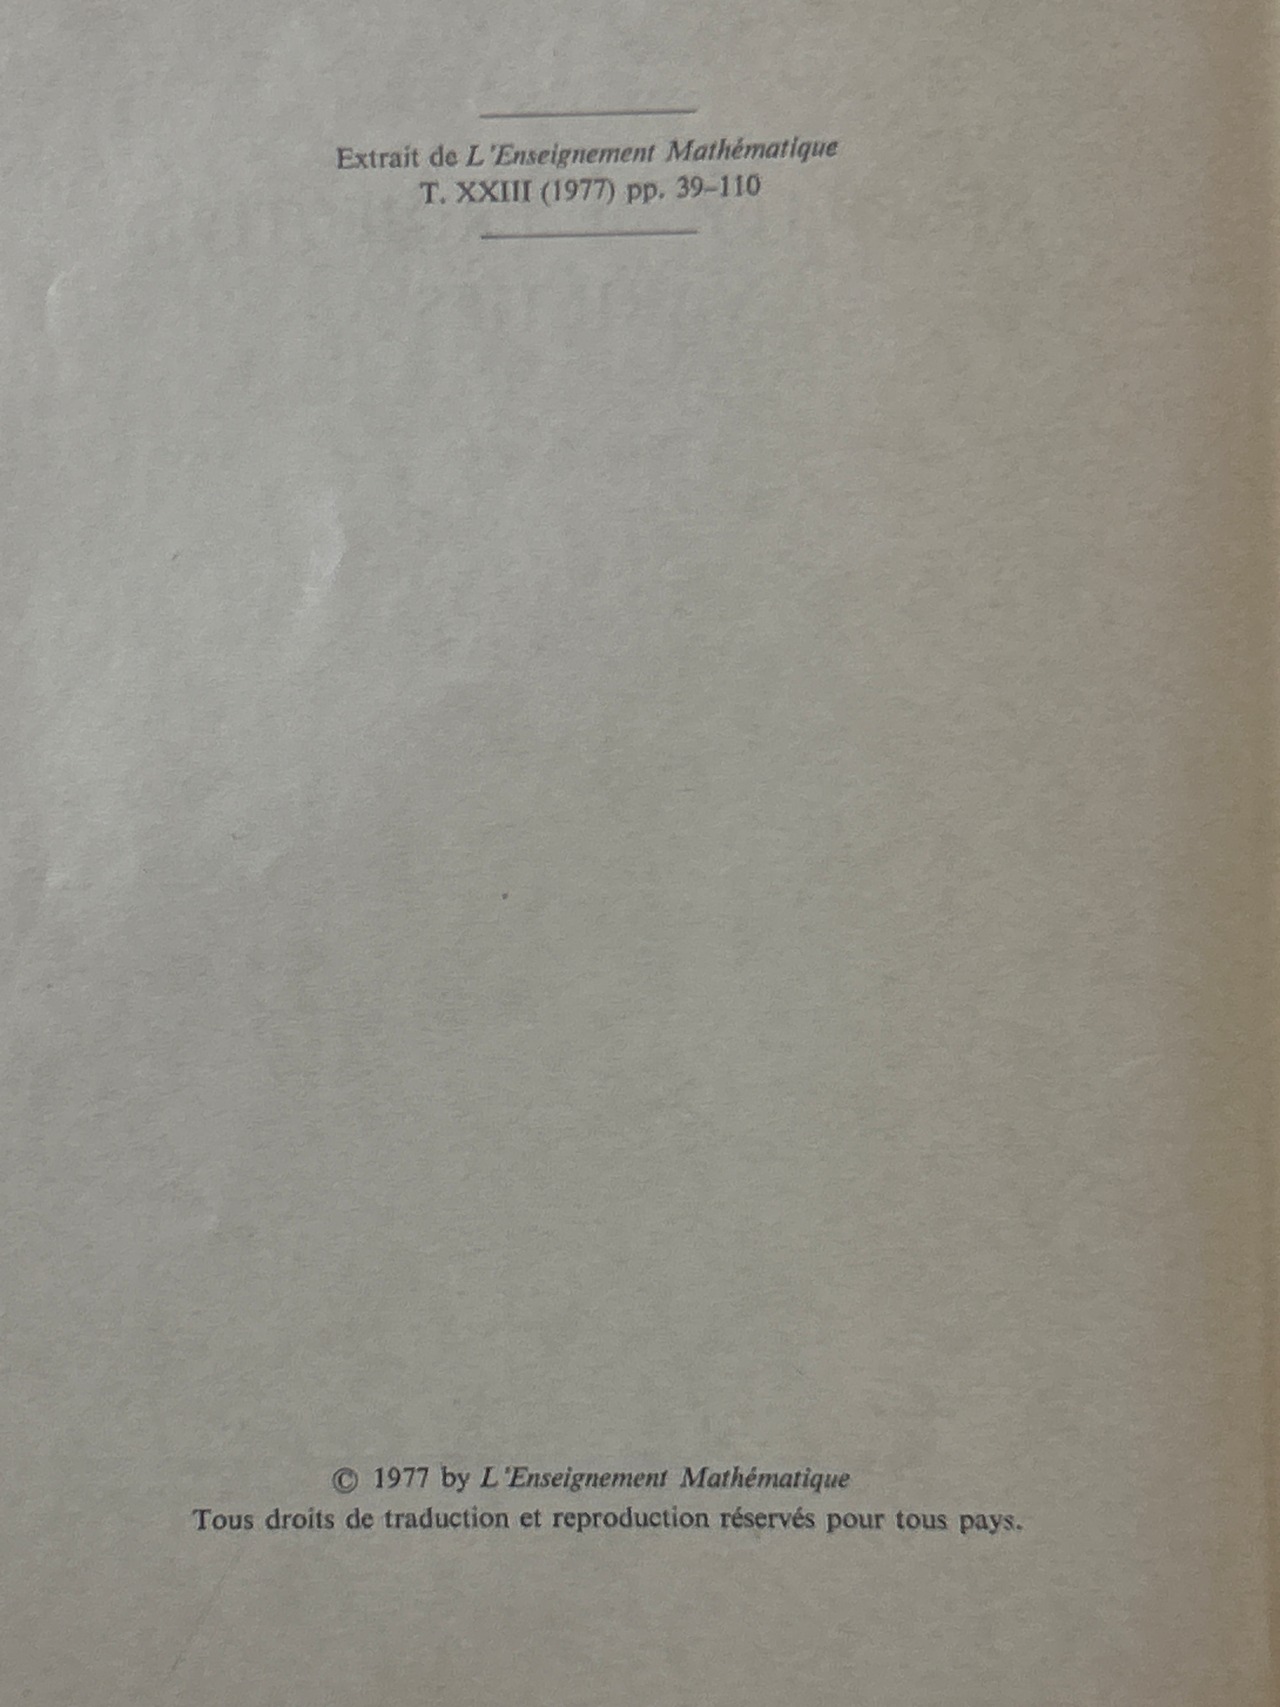 Extrait de L'Enseignement Mathématique
T. XXIII (1977) pp. 39–110
© 1977 by L'Enseignement Mathématique
Tous droits de traduction et reproduction réservés pour tous pays.